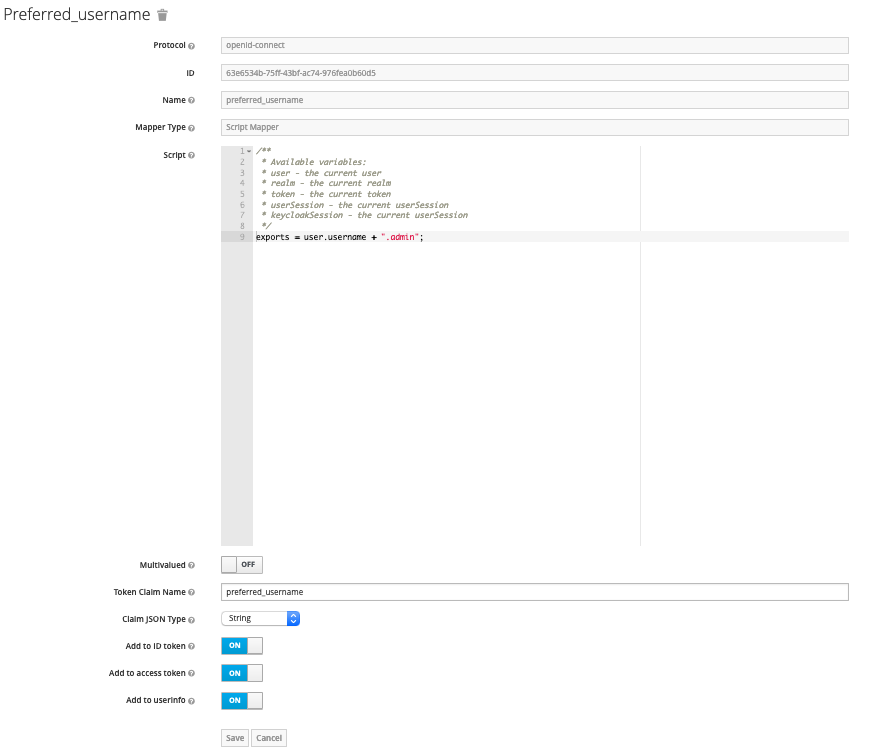 Preferred_username
Protocol
openid-connect
ID
63e6534b-75ff-43bf-ac74-976fea0b60d5
Name
preferred_username
Mapper Type
Script Mapper
Script
1 /**
2 * Available variables:
3 * user - the current user
4 * realm - the current realm
5 * token - the current token
6 * userSession - the current userSession
7 * keycloakSession - the current userSession
8 */
9 exports = user.username + ".admin";
Multivalued
OFF
Token Claim Name
preferred_username
Claim JSON Type
String
Add to ID token
ON
Add to access token
ON
Add to userinfo
ON
Save Cancel